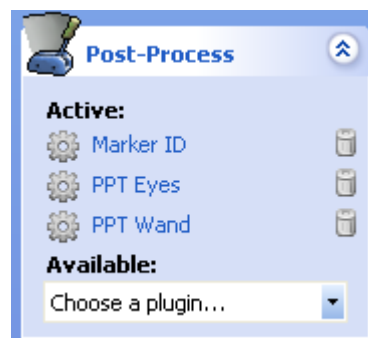 Post-Process
Active:
Marker ID
PPT Eyes
PPT Wand
Available:
Choose a plugin...